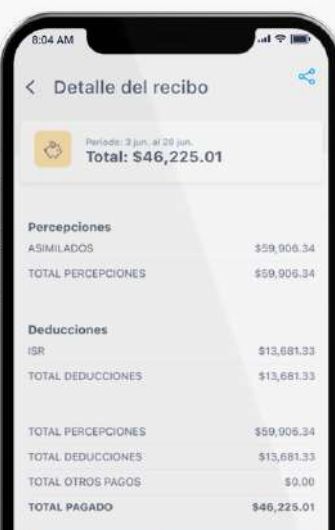 8:04 AM
Detalle del recibo
Periodo: 3 jun. al 28 jun.
Total: $46,225.01
Percepciones
ASIMILADOS $59,906.34
TOTAL PERCEPCIONES $59,906.34
Deducciones
ISR $13,681.33
TOTAL DEDUCCIONES $13,681.33
TOTAL PERCEPCIONES $59,906.34
TOTAL DEDUCCIONES $13,681.33
TOTAL OTROS PAGOS $0.00
TOTAL PAGADO $46,225.01